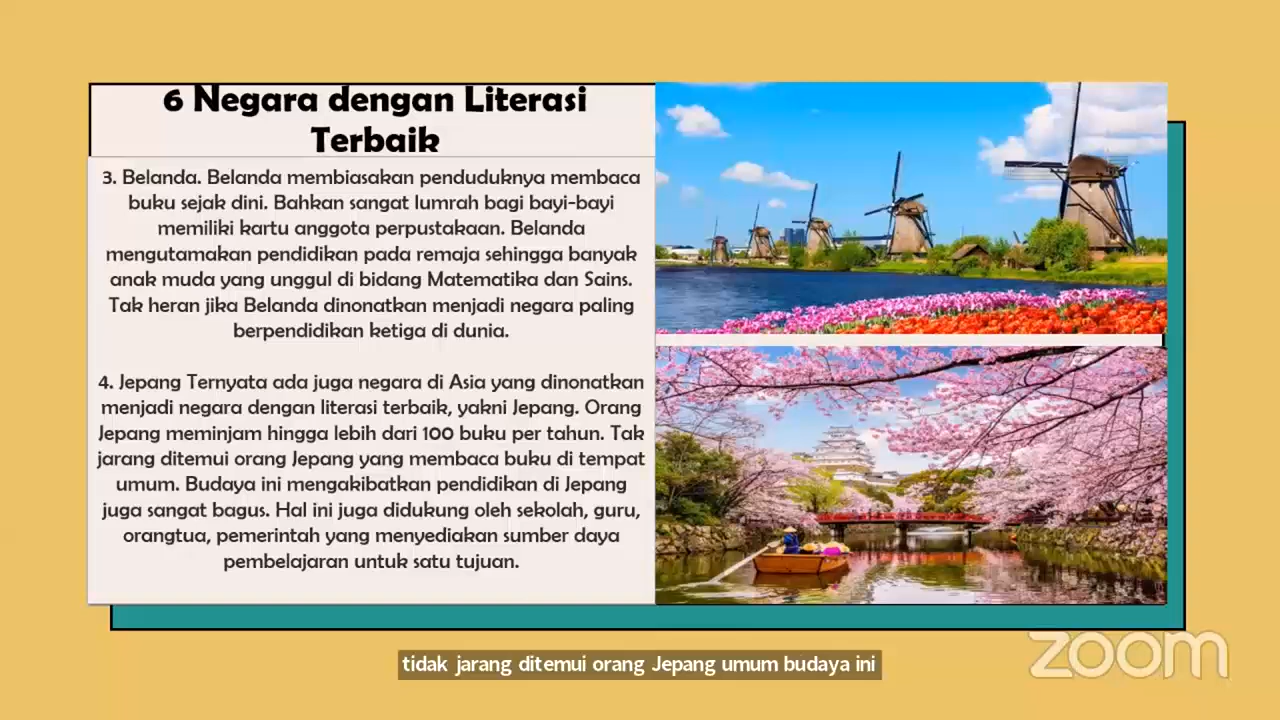 6 Negara dengan Literasi
Terbaik
3. Belanda. Belanda membiasakan penduduknya membaca
buku sejak dini. Bahkan sangat lumrah bagi bayi-bayi
memiliki kartu anggota perpustakaan. Belanda
mengutamakan pendidikan pada remaja sehingga banyak
anak muda yang unggul di bidang Matematika dan Sains.
Tak heran jika Belanda dinonatkan menjadi negara paling
berpendidikan ketiga di dunia.
4. Jepang Ternyata ada juga negara di Asia yang dinonatkan
menjadi negara dengan literasi terbaik, yakni Jepang. Orang
Jepang meminjam hingga lebih dari 100 buku per tahun. Tak
jarang ditemui orang Jepang yang membaca buku di tempat
umum. Budaya ini mengakibatkan pendidikan di Jepang
juga sangat bagus. Hal ini juga didukung oleh sekolah, guru,
orangtua, pemerintah yang menyediakan sumber daya
pembelajaran untuk satu tujuan.
tidak jarang ditemui orang Jepang umum budaya ini
zoom